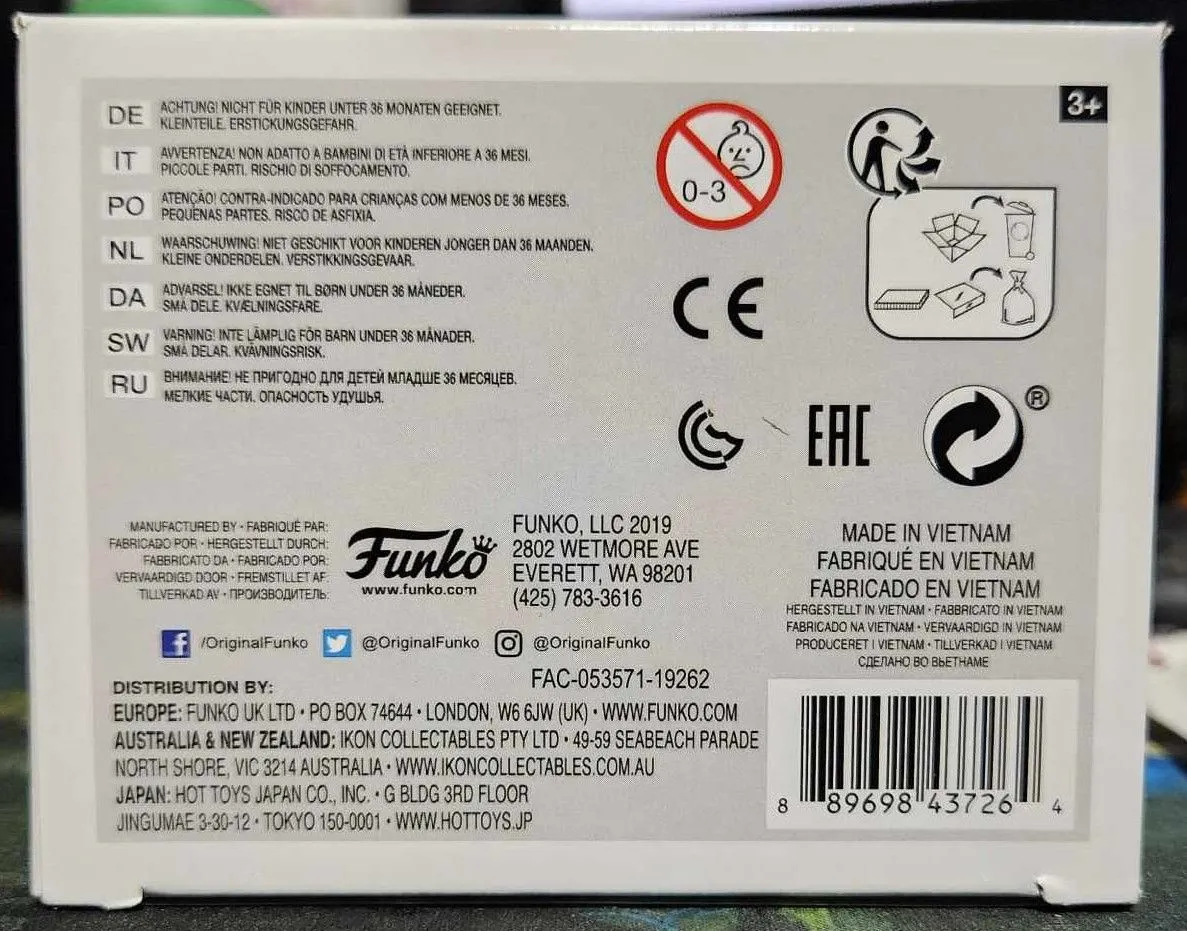 DE ACHTUNG! NICHT FÜR KINDER UNTER 36 MONATEN GEEIGNET.
KLEINTEILE. ERSTICKUNGSGEFAHR.
IT AVVERTENZA! NON ADATTO A BAMBINI DI ETÀ INFERIORE A 36 MESI.
PICCOLE PARTI. RISCHIO DI SOFFOCAMENTO.
PO ATENÇÃO! CONTRA-INDICADO PARA CRIANÇAS COM MENOS DE 36 MESES.
PEQUENAS PARTES. RISCO DE ASFIXIA.
NL WAARSCHUWING! NIET GESCHIKT VOOR KINDEREN JONGER DAN 36 MAANDEN.
KLEINE ONDERDELEN. VERSTIKKINGSGEVAAR.
DA ADVARSEL! IKKE EGNET TIL BØRN UNDER 36 MÅNEDER.
SMÅ DELE. KVÆLNINGSFARE.
SW VARNING! INTE LÄMPLIG FÖR BARN UNDER 36 MÅNADER.
SMÅ DELAR. KVÄVNINGSRISK.
RU ВНИМАНИЕ! НЕ ПРИГОДНО ДЛЯ ДЕТЕЙ МЛАДШЕ 36 МЕСЯЦЕВ.
МЕЛКИЕ ЧАСТИ. ОПАСНОСТЬ УДУШЬЯ.
0-3
3+
CE
EAC
®
MANUFACTURED BY • FABRIQUÉ PAR:
FABRICADO POR • HERGESTELLT DURCH:
FABBRICATO DA • FABRICADO POR:
VERVAARDIGD DOOR • FREMSTILLET AF:
TILLVERKAD AV • ПРОИЗВОДИТЕЛЬ:
Funko
www.funko.com
FUNKO, LLC 2019
2802 WETMORE AVE
EVERETT, WA 98201
(425) 783-3616
MADE IN VIETNAM
FABRIQUÉ EN VIETNAM
FABRICADO EN VIETNAM
HERGESTELLT IN VIETNAM • FABBRICATO IN VIETNAM
FABRICADO NA VIETNAM • VERVAARDIGD IN VIETNAM
PRODUCERET I VIETNAM • TILLVERKAD I VIETNAM
СДЕЛАНО ВО ВЬЕТНАМЕ
/OriginalFunko @OriginalFunko @OriginalFunko
FAC-053571-19262
DISTRIBUTION BY:
EUROPE: FUNKO UK LTD • PO BOX 74644 • LONDON, W6 6JW (UK) • WWW.FUNKO.COM
AUSTRALIA & NEW ZEALAND: IKON COLLECTABLES PTY LTD • 49-59 SEABEACH PARADE
NORTH SHORE, VIC 3214 AUSTRALIA • WWW.IKONCOLLECTABLES.COM.AU
JAPAN: HOT TOYS JAPAN CO., INC. • G BLDG 3RD FLOOR
JINGUMAE 3-30-12 • TOKYO 150-0001 • WWW.HOTTOYS.JP
8 89698 43726 4